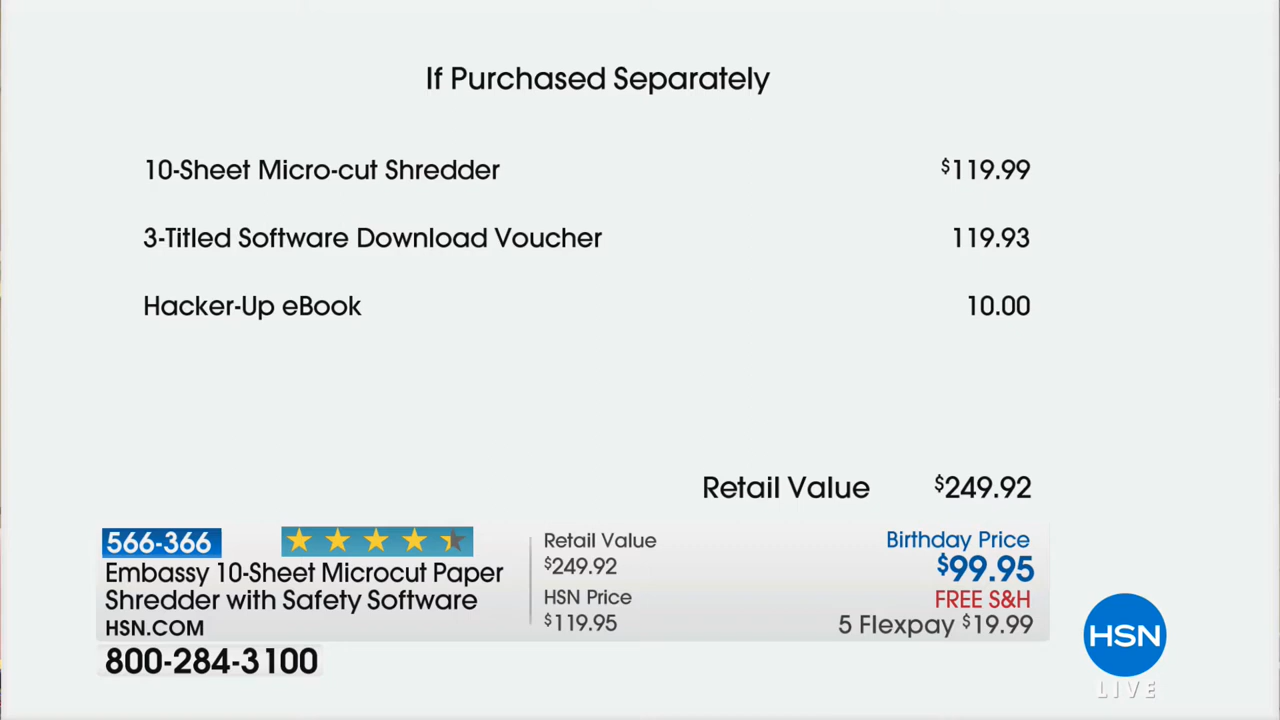 If Purchased Separately
10-Sheet Micro-cut Shredder $119.99
3-Titled Software Download Voucher 119.93
Hacker-Up eBook 10.00
Retail Value $249.92
566-366
Embassy 10-Sheet Microcut Paper
Shredder with Safety Software
HSN.COM
800-284-3100
Retail Value
$249.92
HSN Price
$119.95
Birthday Price
$99.95
FREE S&H
5 Flexpay $19.99
HSN
LIVE